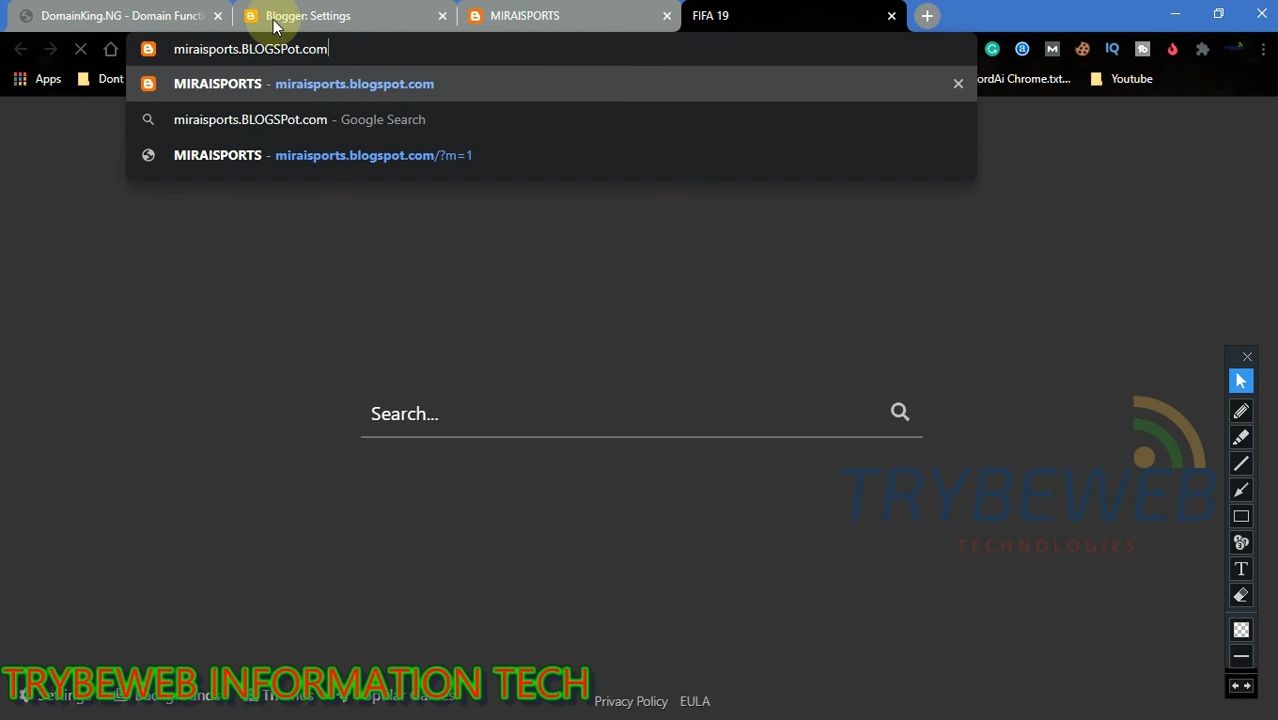 DomainKing.NG - Domain Functi
Blogger: Settings
MIRAISPORTS
FIFA 19
miraisports.BLOGSPot.com
Apps
Dont
ordAi Chrome.txt...
Youtube
MIRAISPORTS - miraisports.blogspot.com
miraisports.BLOGSPot.com - Google Search
MIRAISPORTS - miraisports.blogspot.com/?m=1
Search...
TRYBEWEB
TECHNOLOGIES
TRYBEWEB INFORMATION TECH
Privacy Policy EULA